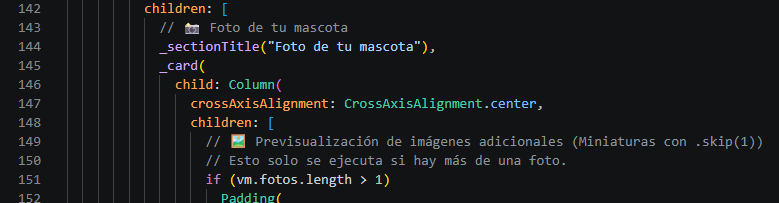 142 children: [
143 // 📷 Foto de tu mascota
144 _sectionTitle("Foto de tu mascota"),
145 _card(
146 child: Column(
147 crossAxisAlignment: CrossAxisAlignment.center,
148 children: [
149 // 🖼️ Previsualización de imágenes adicionales (Miniaturas con .skip(1))
150 // Esto solo se ejecuta si hay más de una foto.
151 if (vm.fotos.length > 1)
152 Padding(